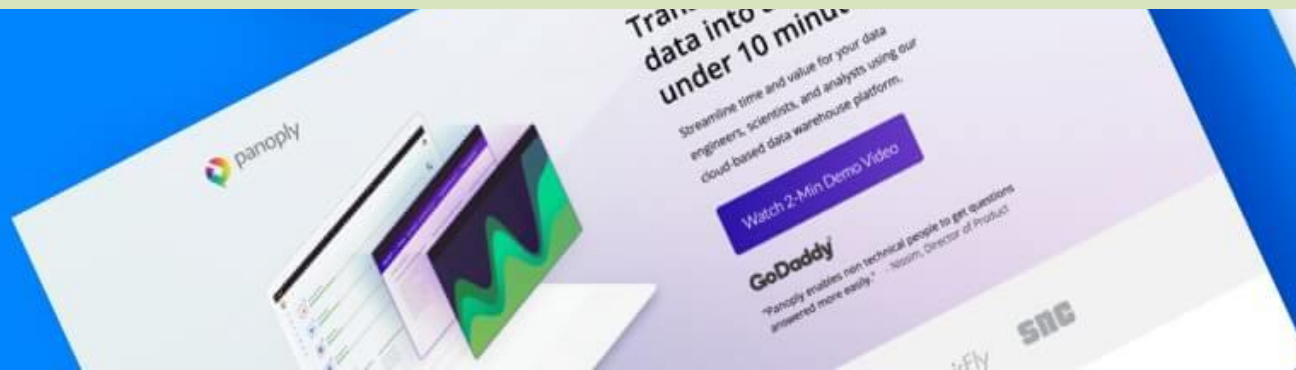 panoply
data into
under 10
Streamline time and value for your data
engineers, scientists, and analysts using our
cloud-based data warehouse platform.
Watch 2-Min Demo Video
GoDaddy
"Panoply enables non technical people to get questions
answered more easily." - Nissim, Director of Product
snc